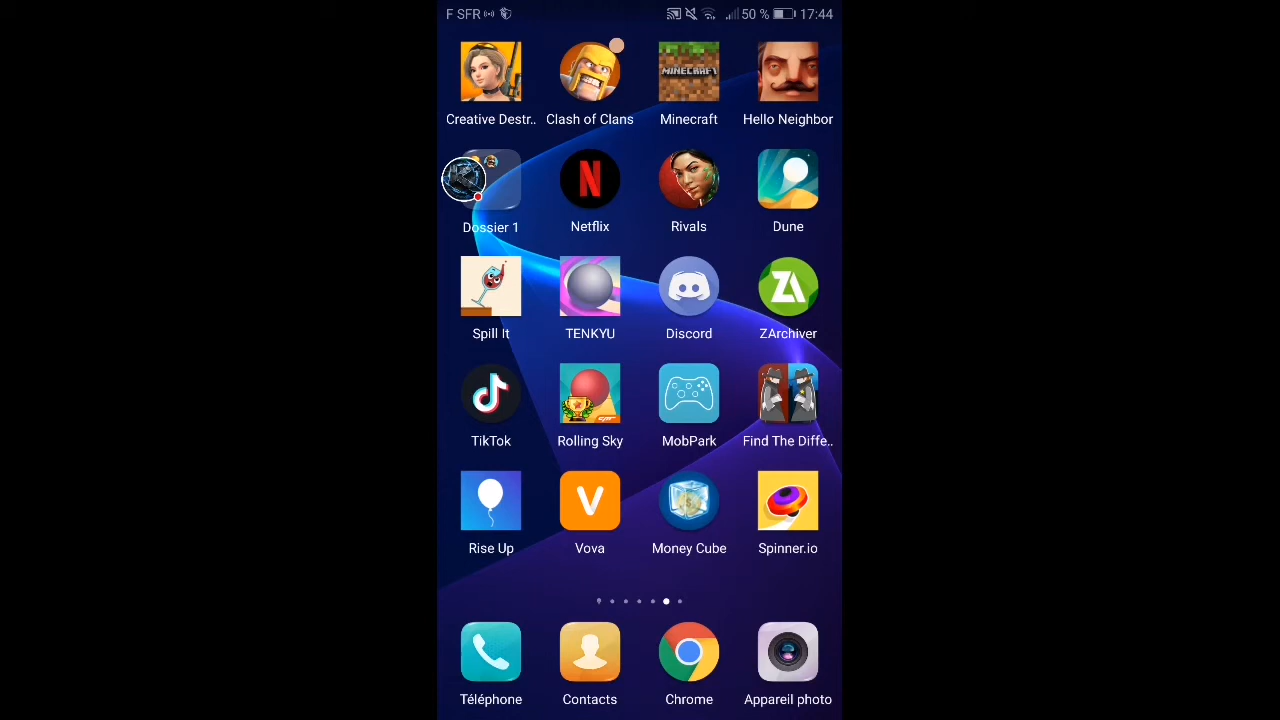 F SFR 50 % 17:44
Creative Destr.. Clash of Clans Minecraft Hello Neighbor
MINECRAFT
Dossier 1 Netflix Rivals Dune
Spill It TENKYU Discord ZArchiver
TikTok Rolling Sky MobPark Find The Diffe..
Rise Up Vova Money Cube Spinner.io
Téléphone Contacts Chrome Appareil photo